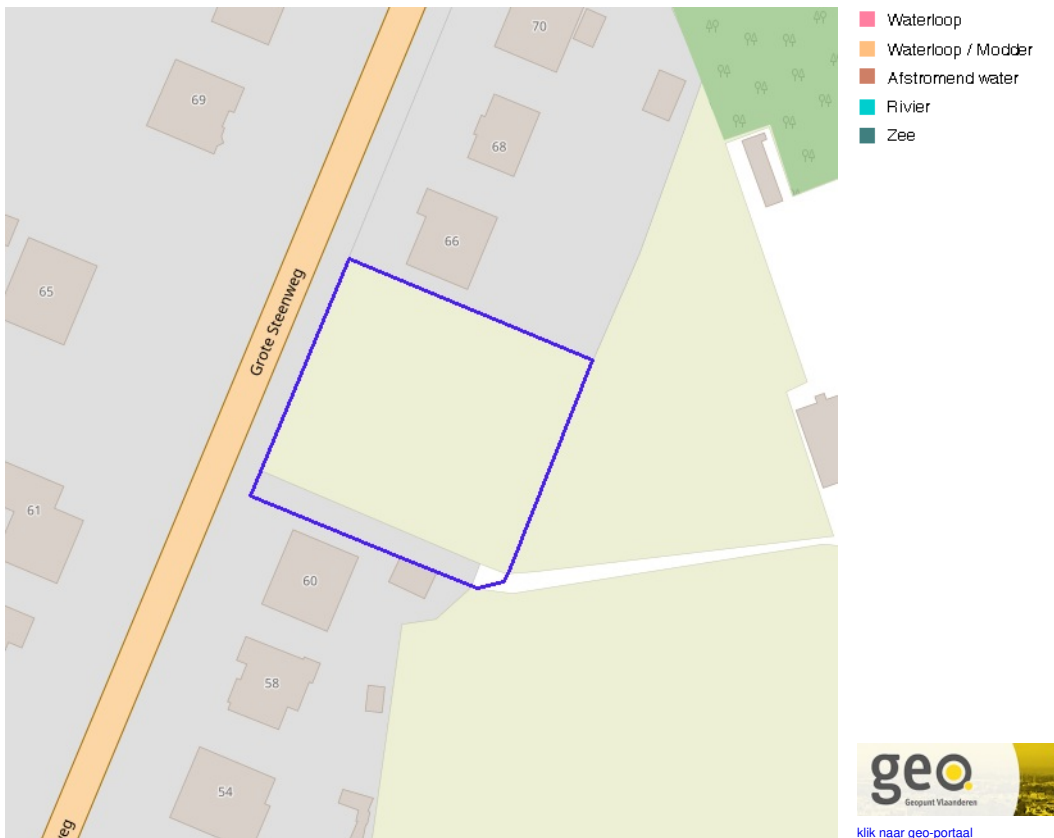 70
69
68
66
65
Grote Steenweg
61
60
58
54
eg
Waterloop
Waterloop / Modder
Afstromend water
Rivier
Zee
geo.
Geopunt Vlaanderen
klik naar geo-portaal